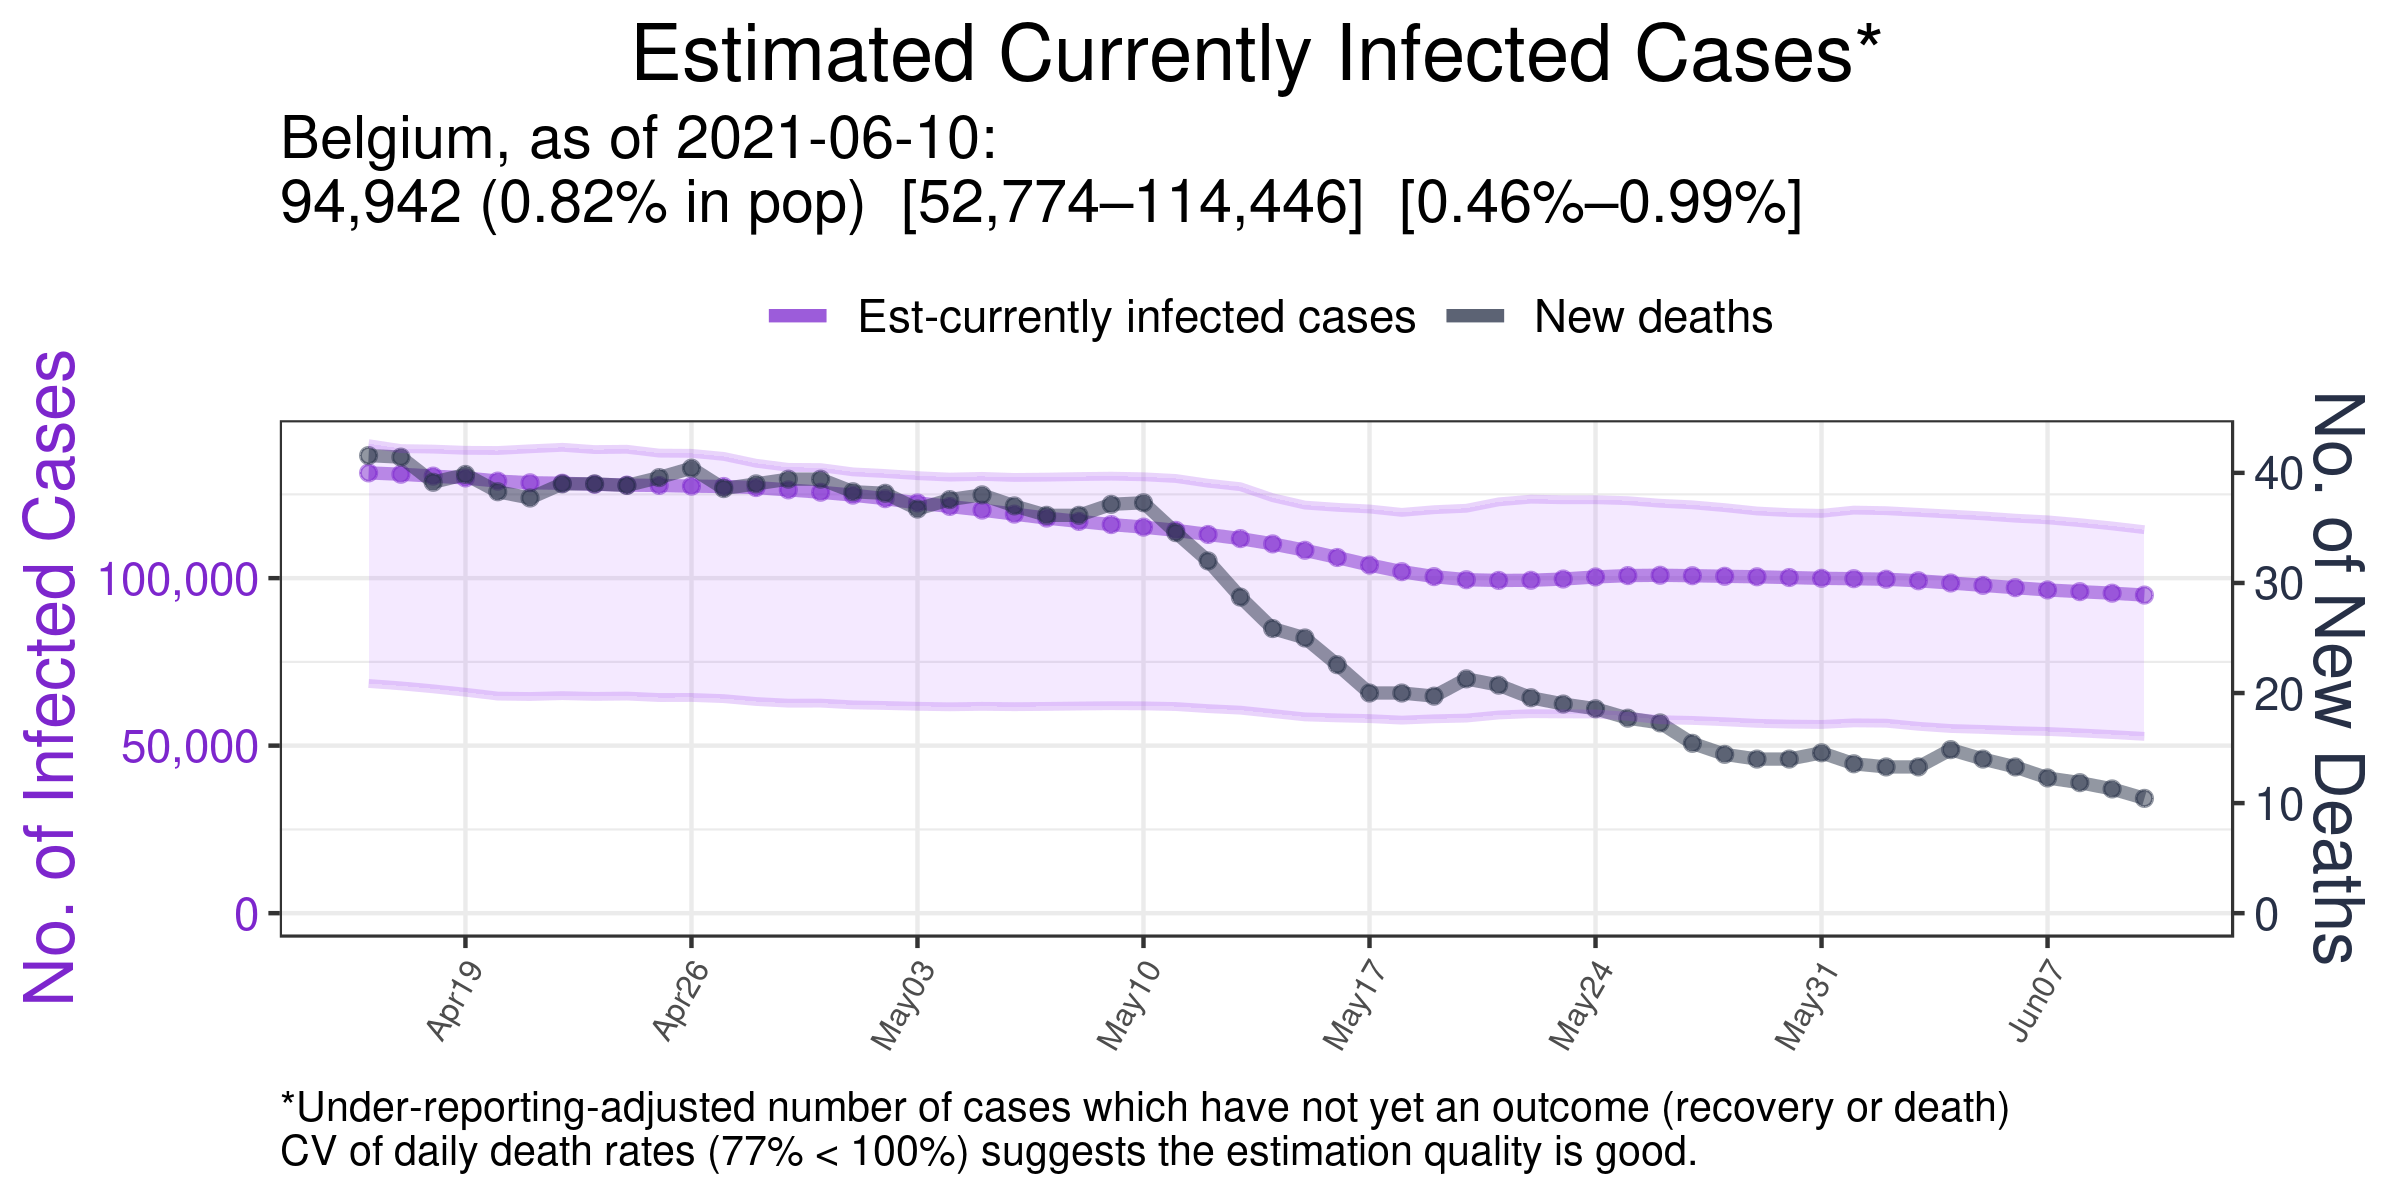 Estimated Currently Infected Cases*
Belgium, as of 2021-06-10:
94,942 (0.82% in pop)  [52,774–114,446]  [0.46%–0.99%]
Est-currently infected cases
New deaths
No. of Infected Cases
100,000
50,000
0
No. of New Deaths
40
30
20
10
0
Apr19
Apr26
May03
May10
May17
May24
May31
Jun07
*Under-reporting-adjusted number of cases which have not yet an outcome (recovery or death)
CV of daily death rates (77% < 100%) suggests the estimation quality is good.